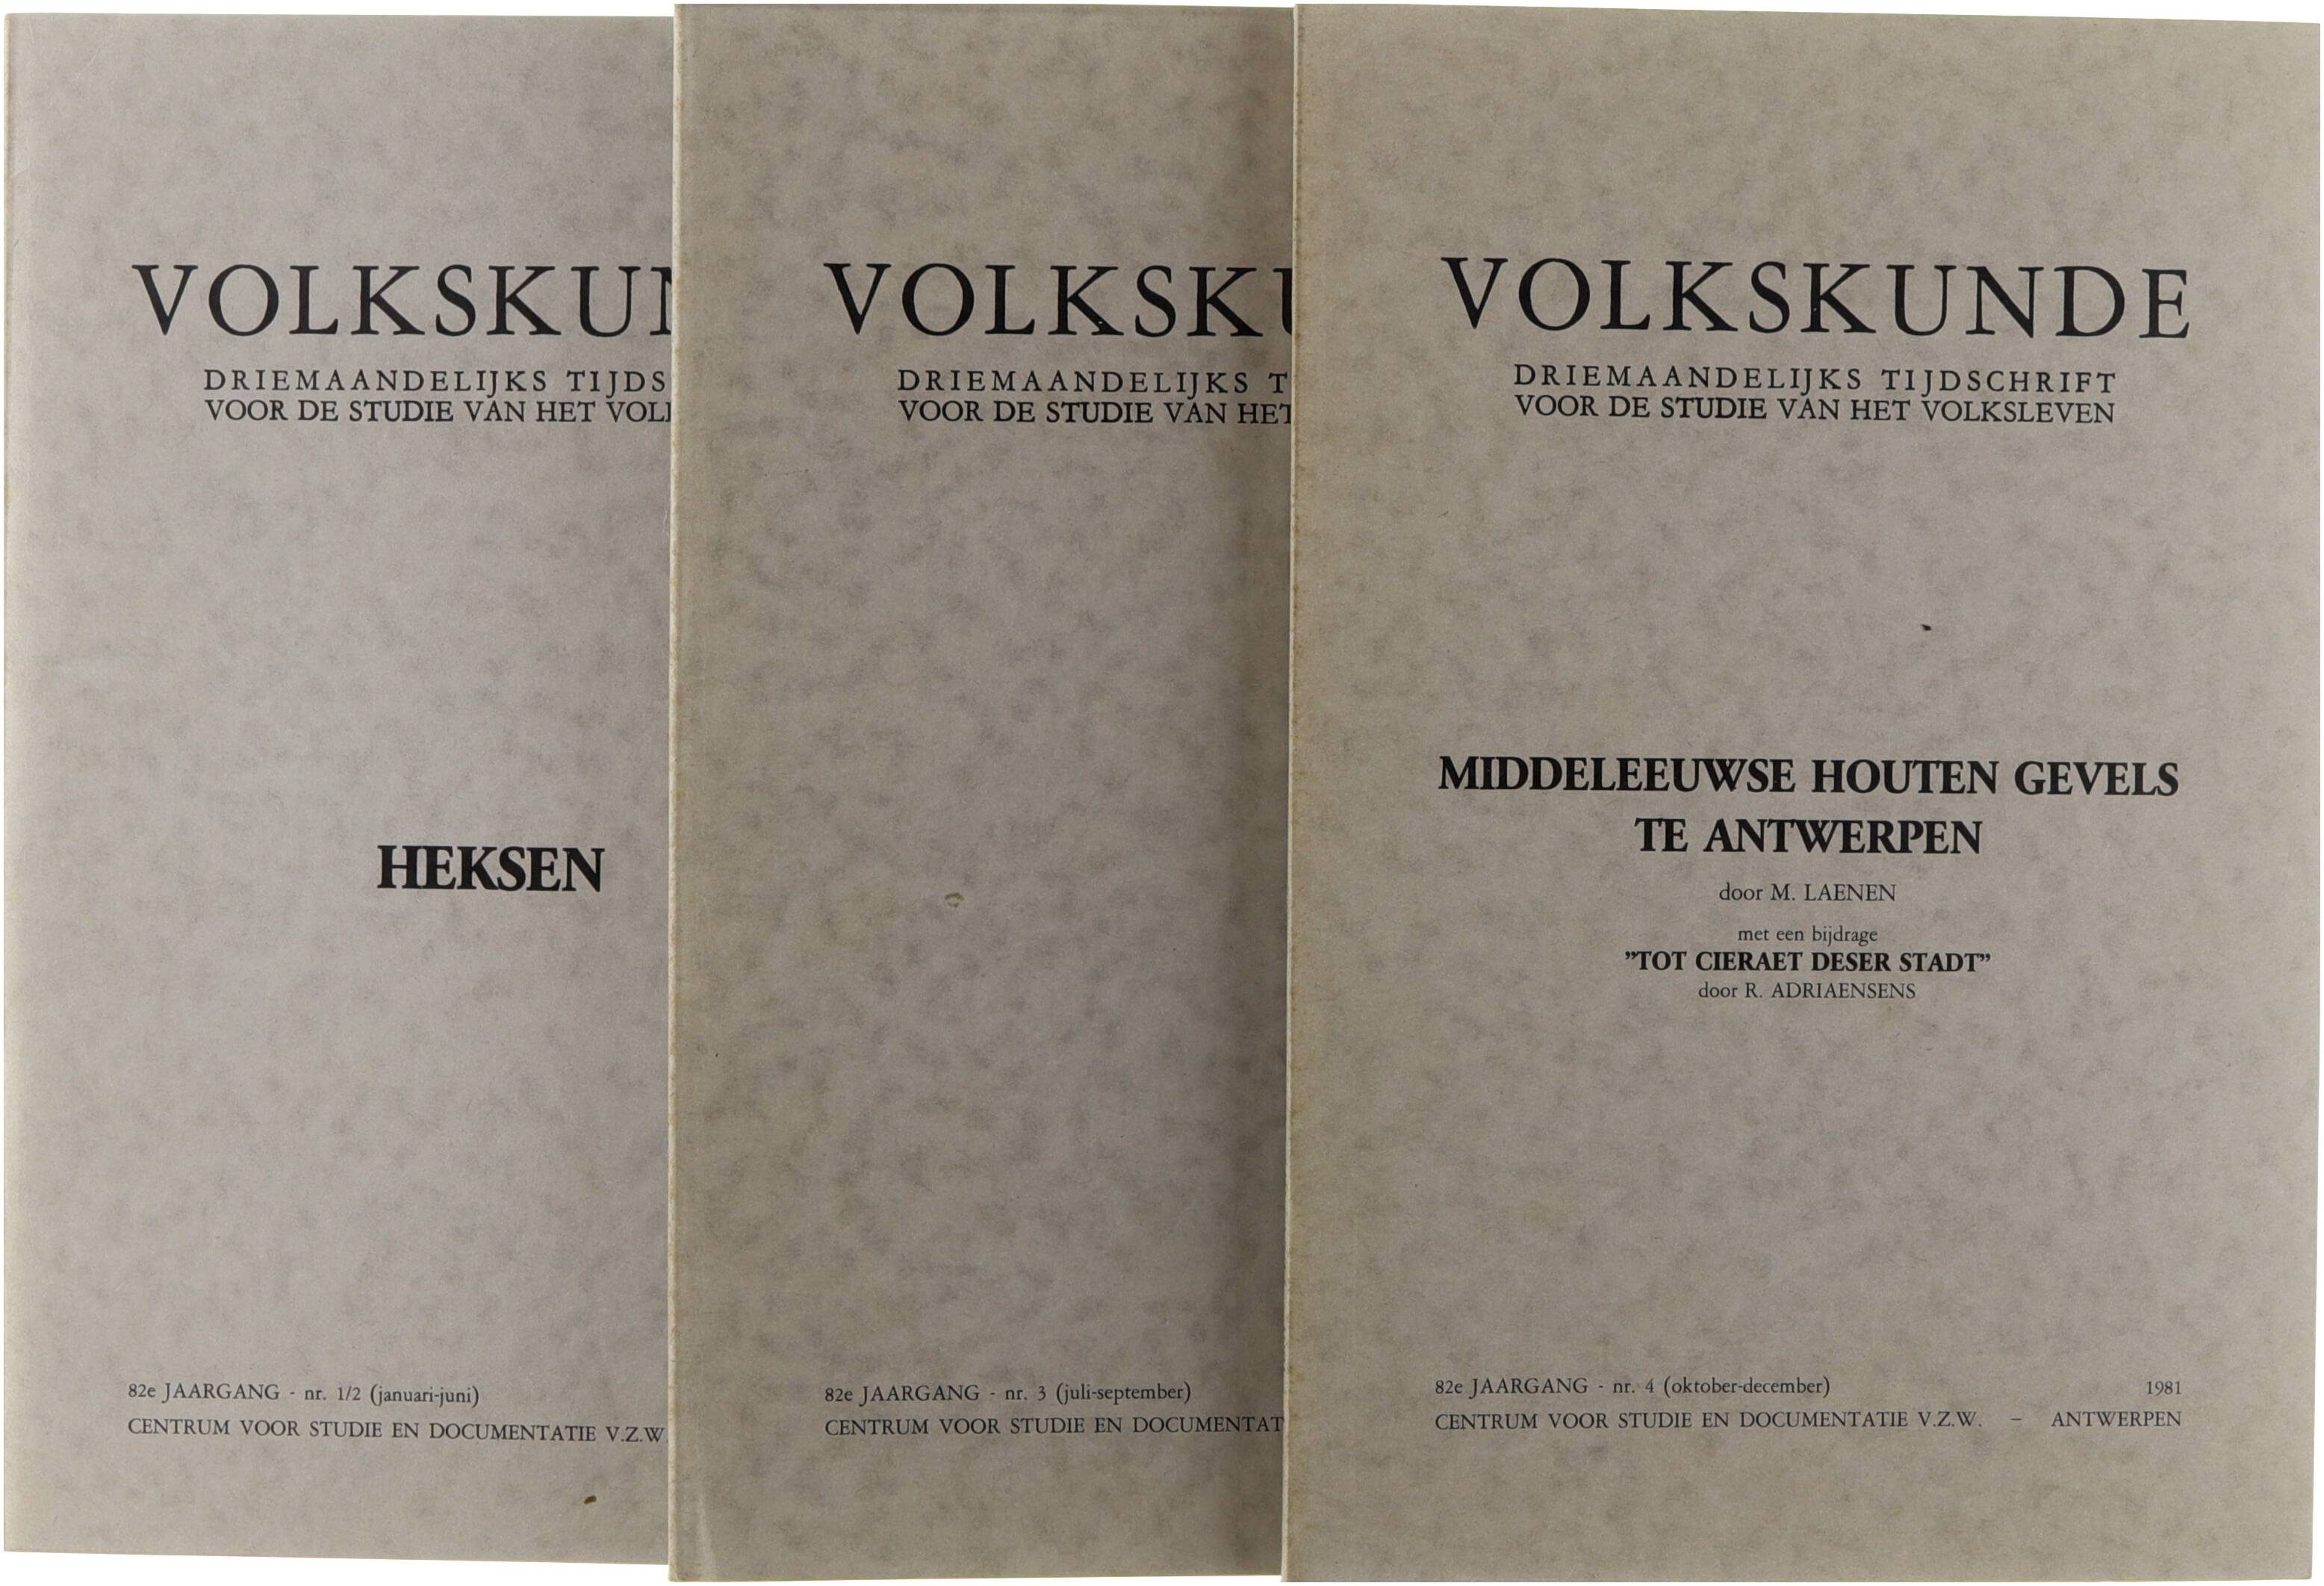 VOLKSKUN
DRIEMAANDELIJKS TIJDS
VOOR DE STUDIE VAN HET VOL
HEKSEN
82e JAARGANG - nr. 1/2 (januari-juni)
CENTRUM VOOR STUDIE EN DOCUMENTATIE V.Z.W
VOLKSKU
DRIEMAANDELIJKS T
VOOR DE STUDIE VAN HET
82e JAARGANG - nr. 3 (juli-september)
CENTRUM VOOR STUDIE EN DOCUMENTAT
VOLKSKUNDE
DRIEMAANDELIJKS TIJDSCHRIFT
VOOR DE STUDIE VAN HET VOLKSLEVEN
MIDDELEEUWSE HOUTEN GEVELS
TE ANTWERPEN
door M. LAENEN
met een bijdrage
”TOT CIERAET DESER STADT”
door R. ADRIAENSENS
82e JAARGANG - nr. 4 (oktober-december) 1981
CENTRUM VOOR STUDIE EN DOCUMENTATIE V.Z.W. – ANTWERPEN